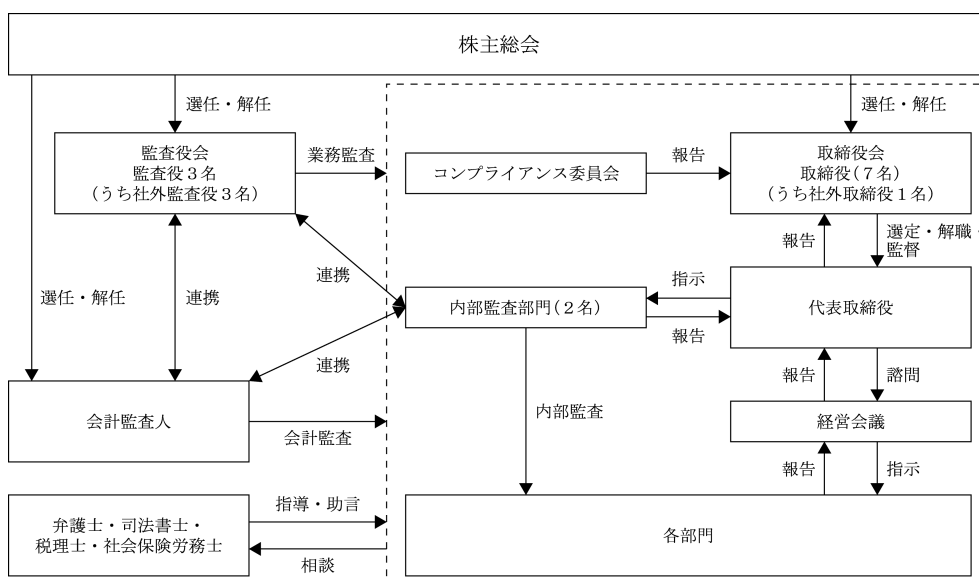 株主総会
選任・解任
選任・解任
監査役会
監査役3名
(うち社外監査役3名)
業務監査
コンプライアンス委員会
報告
取締役会
取締役(7名)
(うち社外取締役1名)
報告
選定・解職・
監督
連携
選任・解任
連携
内部監査部門(2名)
指示
報告
代表取締役
連携
報告
諮問
会計監査人
会計監査
内部監査
経営会議
報告
指示
弁護士・司法書士・
税理士・社会保険労務士
指導・助言
相談
各部門